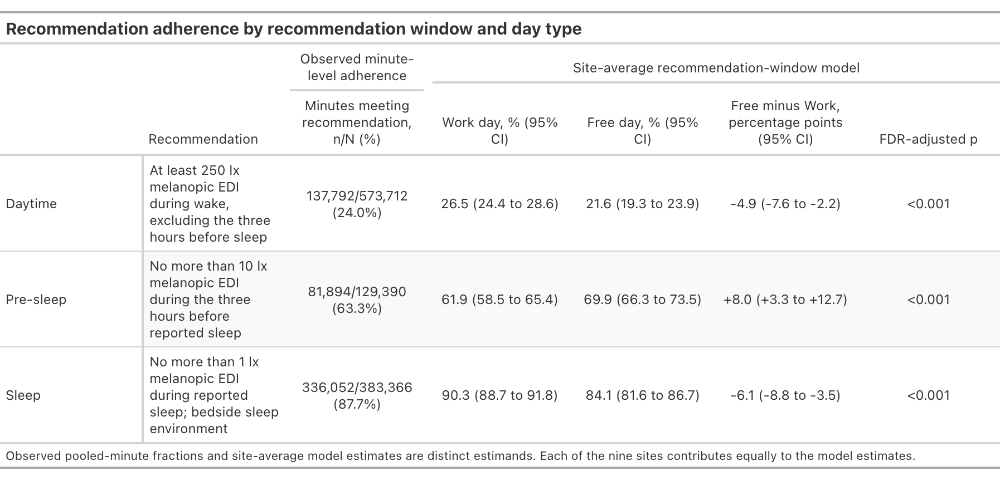 Recommendation adherence by recommendation window and day type
Observed minute-
level adherence
Site-average recommendation-window model
Recommendation
Minutes meeting
recommendation,
n/N (%)
Work day, % (95%
CI)
Free day, % (95%
CI)
Free minus Work,
percentage points
(95% CI)
FDR-adjusted p
Daytime
At least 250 lx
melanopic EDI
during wake,
excluding the three
hours before sleep
137,792/573,712
(24.0%)
26.5 (24.4 to 28.6)
21.6 (19.3 to 23.9)
-4.9 (-7.6 to -2.2)
<0.001
Pre-sleep
No more than 10 lx
melanopic EDI
during the three
hours before
reported sleep
81,894/129,390
(63.3%)
61.9 (58.5 to 65.4)
69.9 (66.3 to 73.5)
+8.0 (+3.3 to +12.7)
<0.001
Sleep
No more than 1 lx
melanopic EDI
during reported
sleep; bedside sleep
environment
336,052/383,366
(87.7%)
90.3 (88.7 to 91.8)
84.1 (81.6 to 86.7)
-6.1 (-8.8 to -3.5)
<0.001
Observed pooled-minute fractions and site-average model estimates are distinct estimands. Each of the nine sites contributes equally to the model estimates.